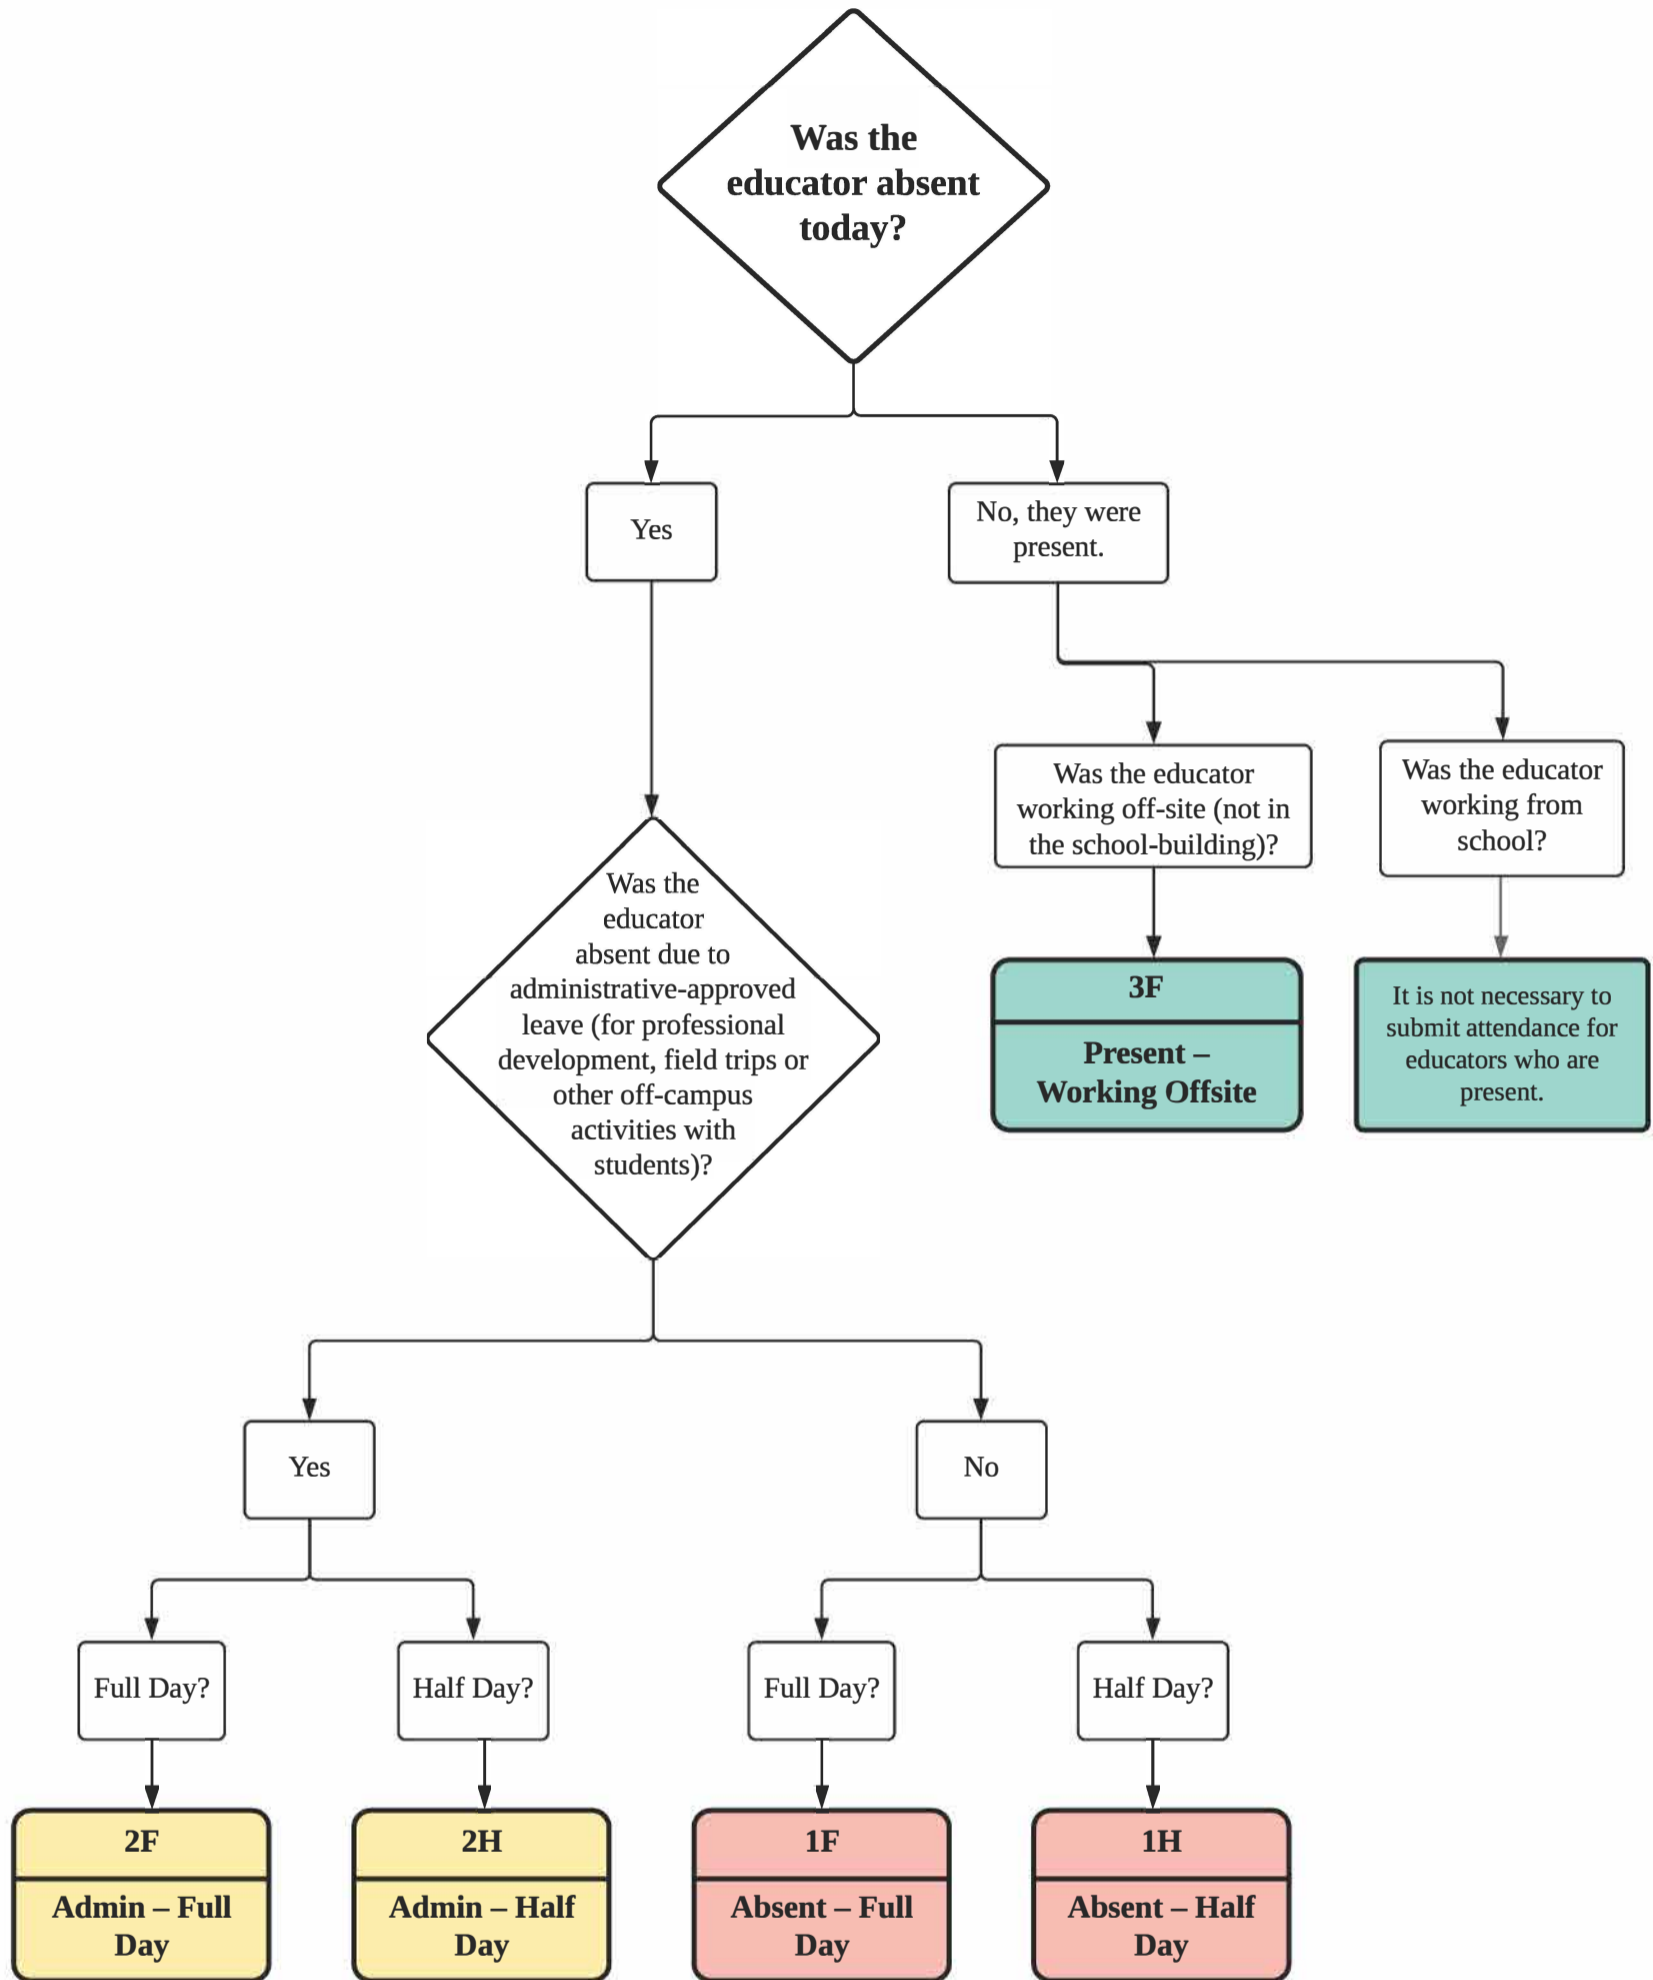 Was the
educator absent
today?
Yes
No, they were
present.
Was the educator
working off-site (not in
the school-building)?
Was the educator
working from
school?
Was the
educator
absent due to
administrative-approved
leave (for professional
development, field trips or
other off-campus
activities with
students)?
3F
Present –
Working Offsite
It is not necessary to
submit attendance for
educators who are
present.
Yes
No
Full Day?
Half Day?
Full Day?
Half Day?
2F
Admin – Full
Day
2H
Admin – Half
Day
1F
Absent – Full
Day
1H
Absent – Half
Day